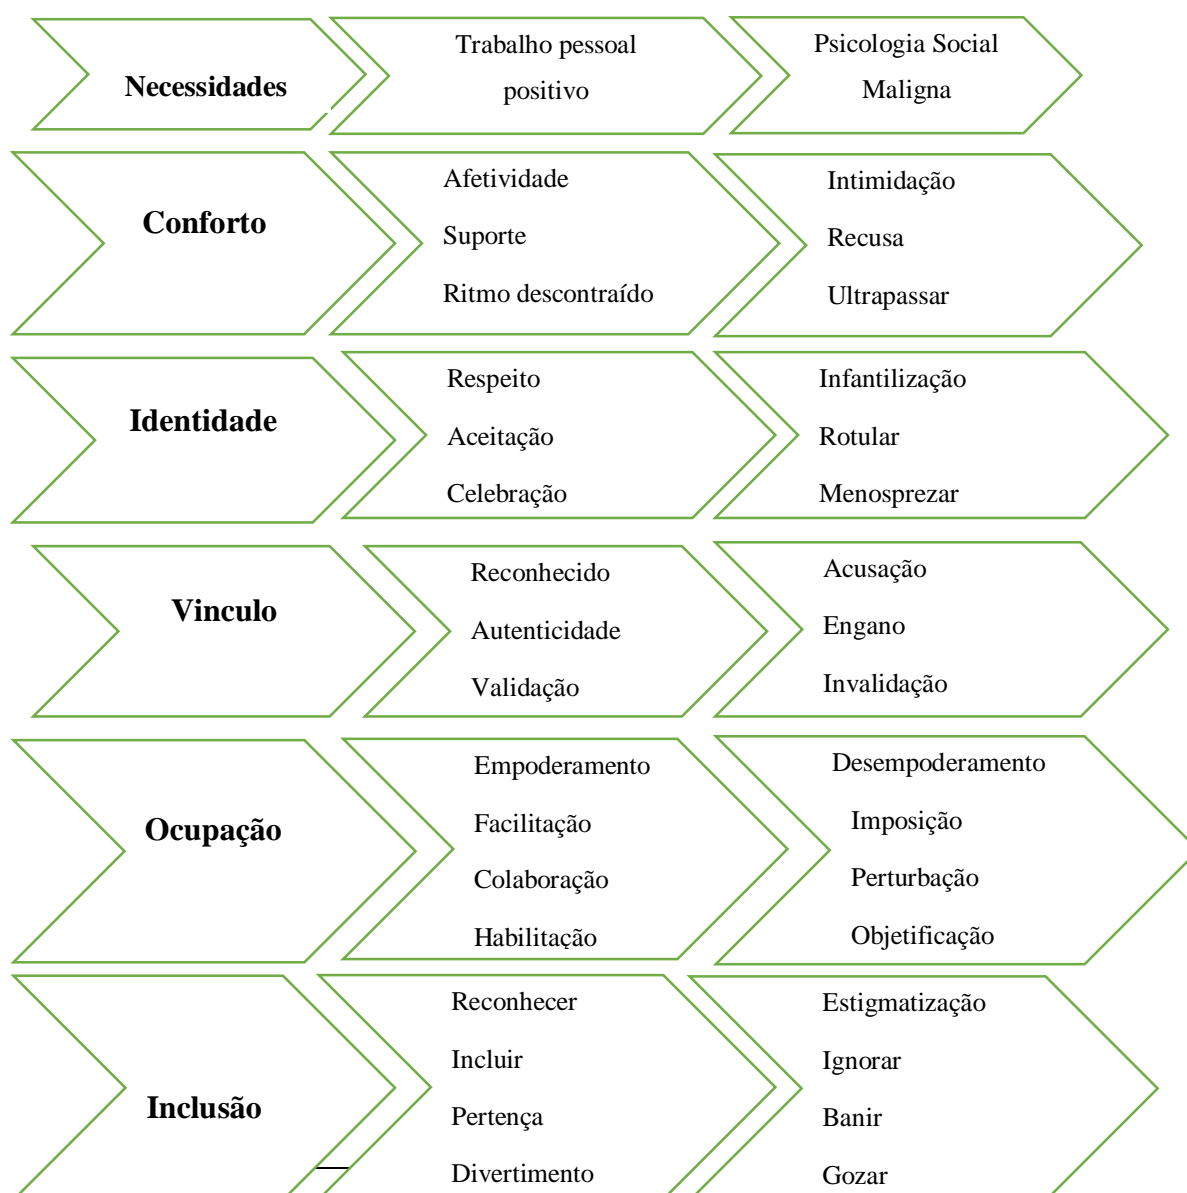 Necessidades
Trabalho pessoal
positivo
Psicologia Social
Maligna
Conforto
Afetividade
Suporte
Ritmo descontraído
Intimidação
Recusa
Ultrapassar
Identidade
Respeito
Aceitação
Celebração
Infantilização
Rotular
Menosprezar
Vinculo
Reconhecido
Autenticidade
Validação
Acusação
Engano
Invalidação
Ocupação
Empoderamento
Facilitação
Colaboração
Habilitação
Desempoderamento
Imposição
Perturbação
Objetificação
Inclusão
Reconhecer
Incluir
Pertença
Divertimento
Estigmatização
Ignorar
Banir
Gozar